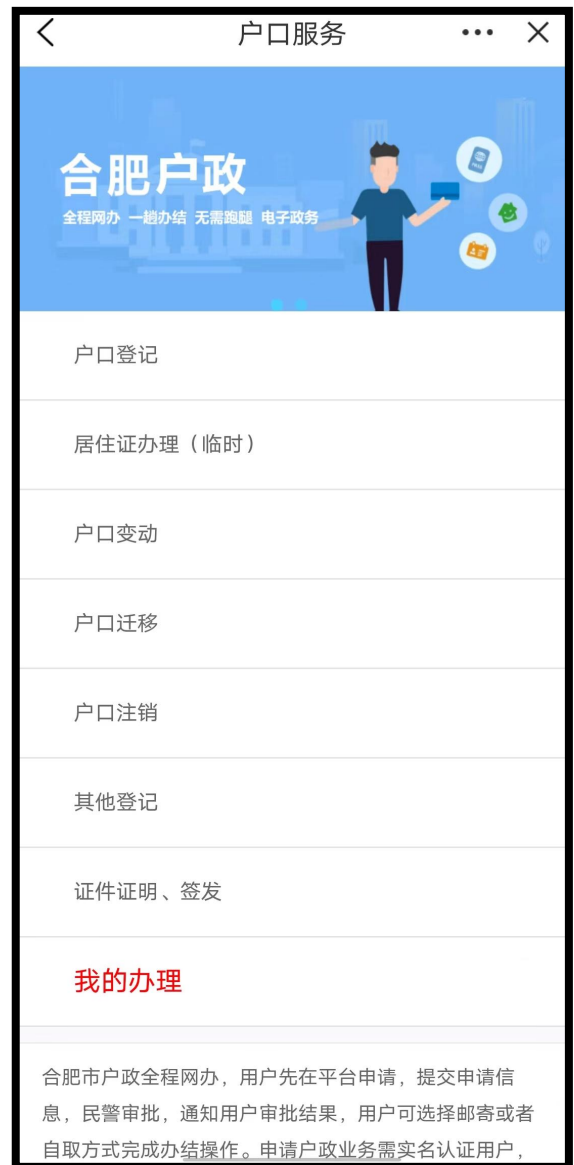 户口服务
合肥户政
全程网办 一趟办结 无需跑腿 电子政务
户口登记
居住证办理（临时）
户口变动
户口迁移
户口注销
其他登记
证件证明、签发
我的办理
合肥市户政全程网办，用户先在平台申请，提交申请信
息，民警审批，通知用户审批结果，用户可选择邮寄或者
自取方式完成办结操作。申请户政业务需实名认证用户，